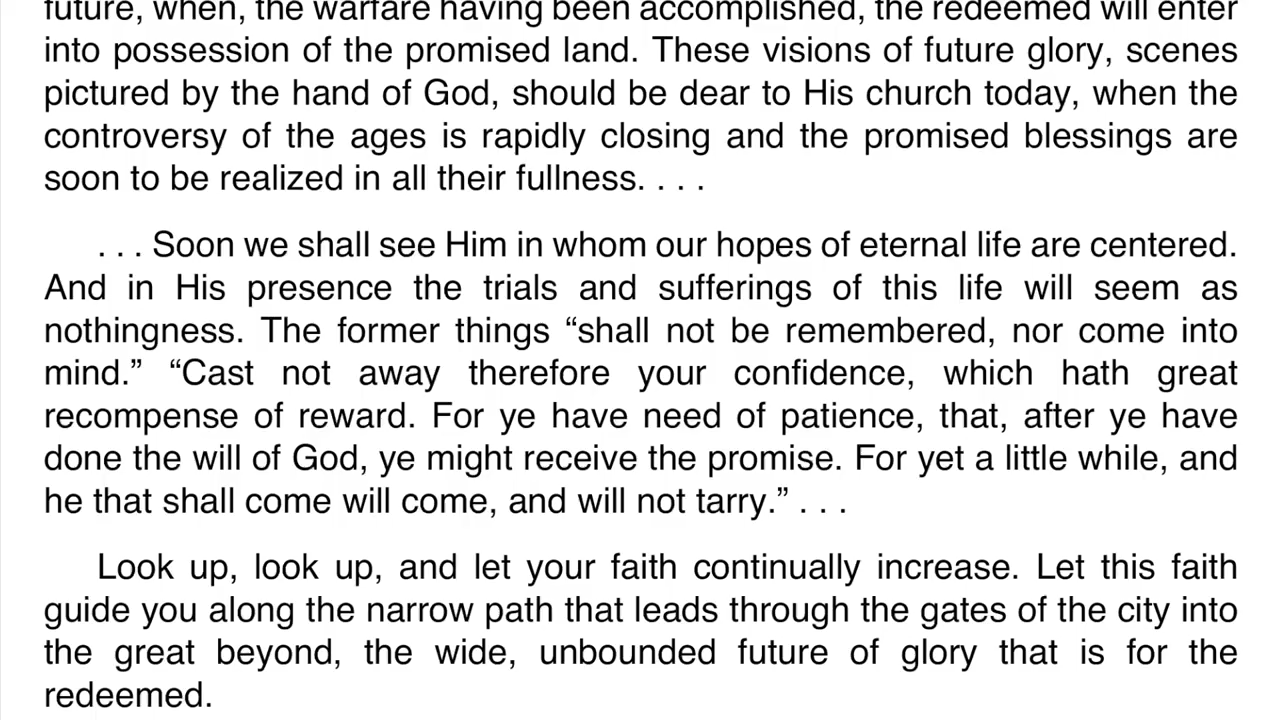 future, when, the warfare having been accomplished, the redeemed will enter
into possession of the promised land. These visions of future glory, scenes
pictured by the hand of God, should be dear to His church today, when the
controversy of the ages is rapidly closing and the promised blessings are
soon to be realized in all their fullness. . . .
. . . Soon we shall see Him in whom our hopes of eternal life are centered.
And in His presence the trials and sufferings of this life will seem as
nothingness. The former things “shall not be remembered, nor come into
mind.” “Cast not away therefore your confidence, which hath great
recompense of reward. For ye have need of patience, that, after ye have
done the will of God, ye might receive the promise. For yet a little while, and
he that shall come will come, and will not tarry.” . . .
Look up, look up, and let your faith continually increase. Let this faith
guide you along the narrow path that leads through the gates of the city into
the great beyond, the wide, unbounded future of glory that is for the
redeemed.